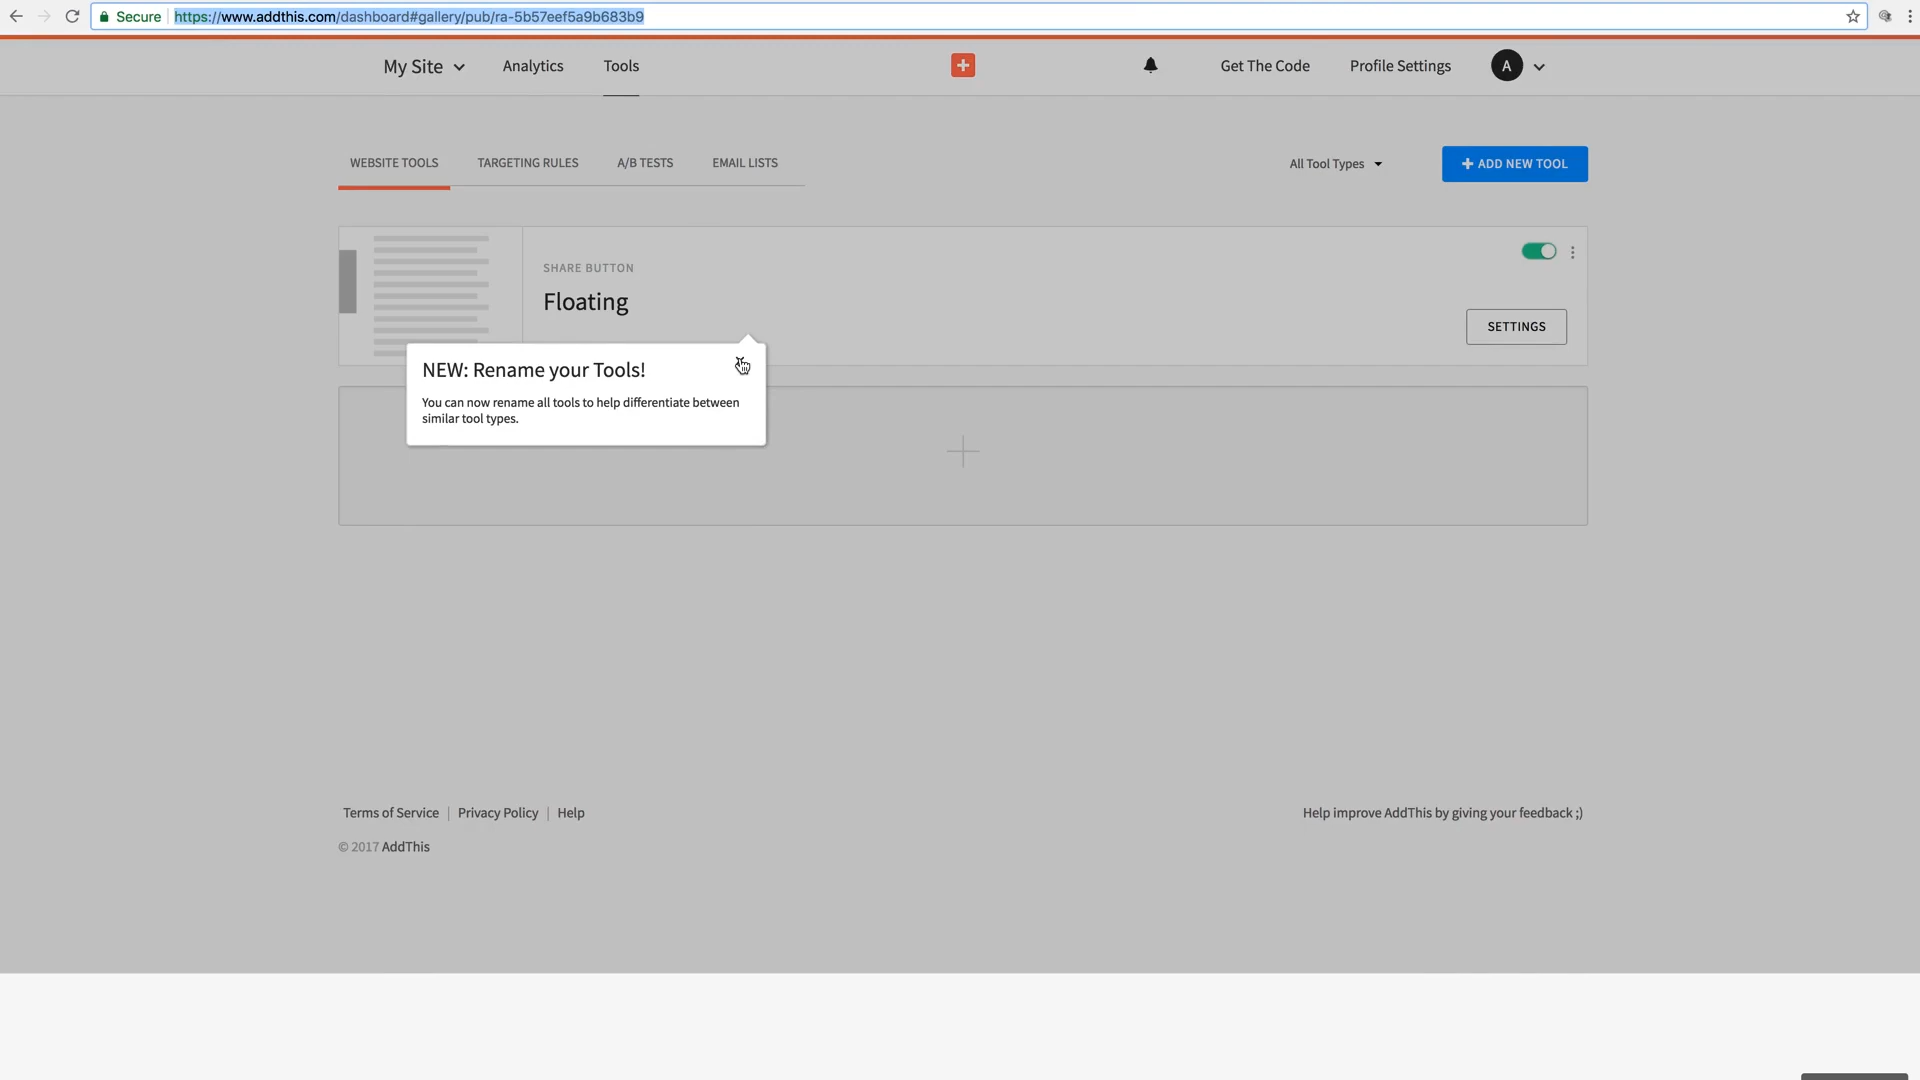 Secure https://www.addthis.com/dashboard#gallery/pub/ra-5b57eef5a9b683b9
My Site Analytics Tools Get The Code Profile Settings A
WEBSITE TOOLS TARGETING RULES A/B TESTS EMAIL LISTS All Tool Types ADD NEW TOOL
SHARE BUTTON
Floating
SETTINGS
NEW: Rename your Tools!
You can now rename all tools to help differentiate between
similar tool types.
Terms of Service | Privacy Policy | Help Help improve AddThis by giving your feedback ;)
© 2017 AddThis